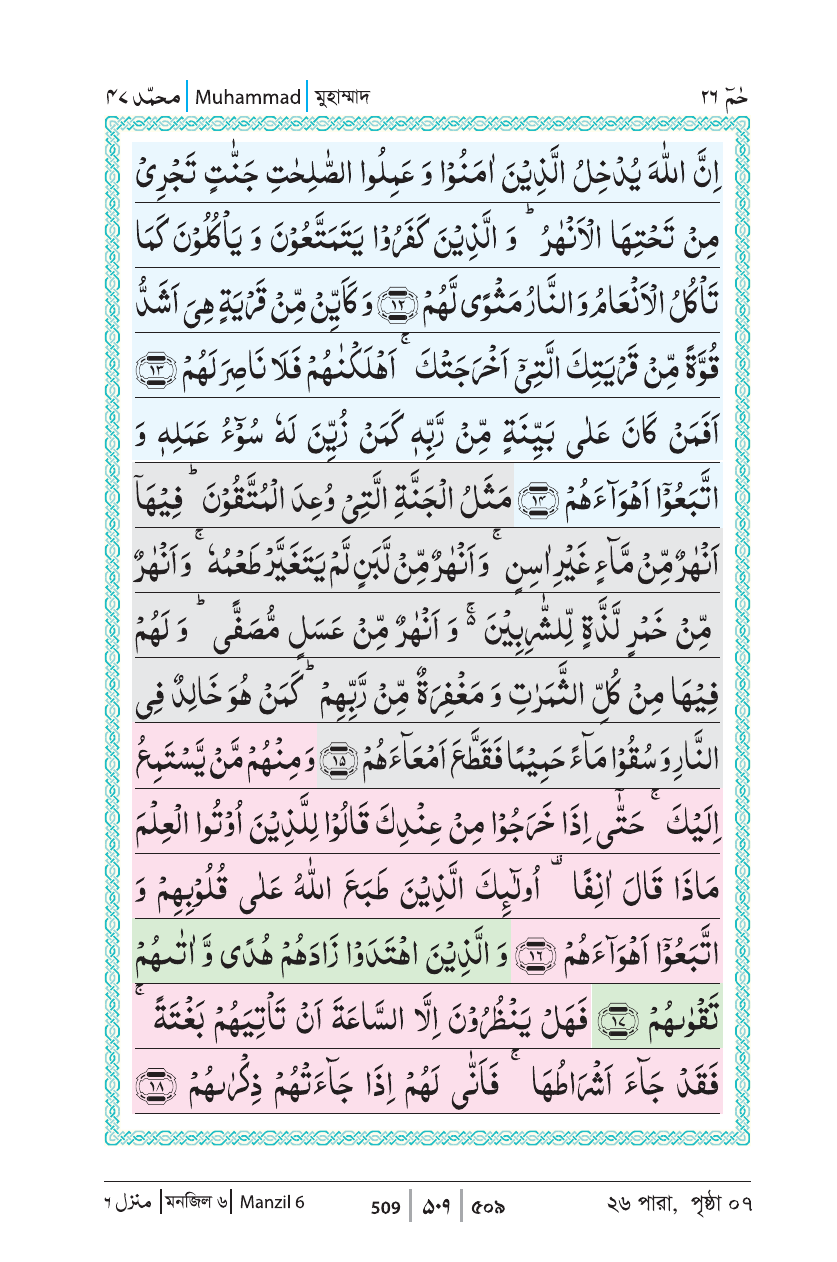 محمّد ٤٧ | Muhammad | মুহাম্মাদ
حٰمٓ ٢٦
اِنَّ اللّٰهَ يُدْخِلُ الَّذِيْنَ اٰمَنُوْا وَ عَمِلُوا الصّٰلِحٰتِ جَنّٰتٍ تَجْرِيْ
مِنْ تَحْتِهَا الْاَنْهٰرُ ؕ وَ الَّذِيْنَ كَفَرُوْا يَتَمَتَّعُوْنَ وَ يَاْكُلُوْنَ كَمَا
تَاْكُلُ الْاَنْعَامُ وَ النَّارُ مَثْوًى لَّهُمْ ﴿١٢﴾ وَ كَاَيِّنْ مِّنْ قَرْيَةٍ هِيَ اَشَدُّ
قُوَّةً مِّنْ قَرْيَتِكَ الَّتِيْۤ اَخْرَجَتْكَ ۚ اَهْلَكْنٰهُمْ فَلَا نَاصِرَ لَهُمْ ﴿١٣﴾
اَفَمَنْ كَانَ عَلٰى بَيِّنَةٍ مِّنْ رَّبِّهٖ كَمَنْ زُيِّنَ لَهٗ سُوْٓءُ عَمَلِهٖ وَ
اتَّبَعُوْۤا اَهْوَآءَهُمْ ﴿١٤﴾ مَثَلُ الْجَنَّةِ الَّتِيْ وُعِدَ الْمُتَّقُوْنَ ؕ فِيْهَاۤ
اَنْهٰرٌ مِّنْ مَّآءٍ غَيْرِ اٰسِنٍ ۚ وَ اَنْهٰرٌ مِّنْ لَّبَنٍ لَّمْ يَتَغَيَّرْ طَعْمُهٗ ۚ وَ اَنْهٰرٌ
مِّنْ خَمْرٍ لَّذَّةٍ لِّلشّٰرِبِيْنَ ۬ۚ وَ اَنْهٰرٌ مِّنْ عَسَلٍ مُّصَفًّى ؕ وَ لَهُمْ
فِيْهَا مِنْ كُلِّ الثَّمَرٰتِ وَ مَغْفِرَةٌ مِّنْ رَّبِّهِمْ ؕ كَمَنْ هُوَ خَالِدٌ فِي
النَّارِ وَ سُقُوْا مَآءً حَمِيْمًا فَقَطَّعَ اَمْعَآءَهُمْ ﴿١٥﴾ وَ مِنْهُمْ مَّنْ يَّسْتَمِعُ
اِلَيْكَ ۚ حَتّٰۤى اِذَا خَرَجُوْا مِنْ عِنْدِكَ قَالُوْا لِلَّذِيْنَ اُوْتُوا الْعِلْمَ
مَاذَا قَالَ اٰنِفًا ۟ اُولٰٓئِكَ الَّذِيْنَ طَبَعَ اللّٰهُ عَلٰى قُلُوْبِهِمْ وَ
اتَّبَعُوْۤا اَهْوَآءَهُمْ ﴿١٦﴾ وَ الَّذِيْنَ اهْتَدَوْا زَادَهُمْ هُدًى وَّ اٰتٰىهُمْ
تَقْوٰىهُمْ ﴿١٧﴾ فَهَلْ يَنْظُرُوْنَ اِلَّا السَّاعَةَ اَنْ تَاْتِيَهُمْ بَغْتَةً ۚ
فَقَدْ جَآءَ اَشْرَاطُهَا ۚ فَاَنّٰى لَهُمْ اِذَا جَآءَتْهُمْ ذِكْرٰىهُمْ ﴿١٨﴾
منزل ٦ | মনজিল ৬ | Manzil 6
509 | ٥٠٩ | ৫০৯
২৬ পারা, পৃষ্ঠা ০৭